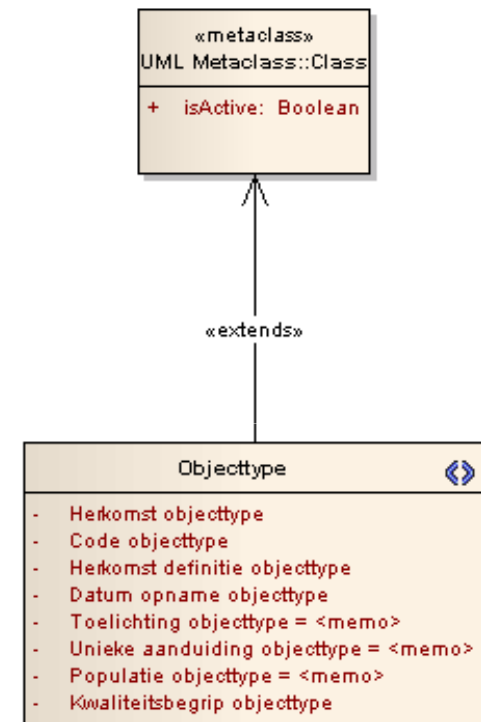 «metaclass»
UML Metaclass::Class
+ isActive: Boolean
«extends»
Objecttype
- Herkomst objecttype
- Code objecttype
- Herkomst definitie objecttype
- Datum opname objecttype
- Toelichting objecttype = <memo>
- Unieke aanduiding objecttype = <memo>
- Populatie objecttype = <memo>
- Kwaliteitsbegrip objecttype